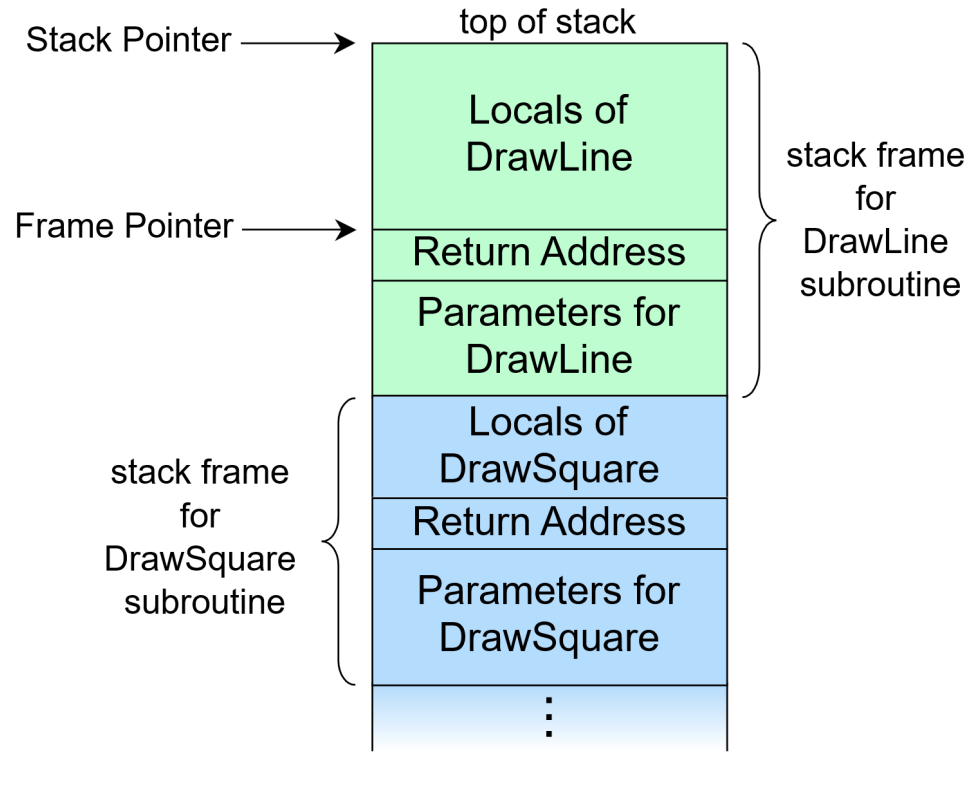 top of stack
Stack Pointer
Locals of
DrawLine
stack frame
for
DrawLine
subroutine
Frame Pointer
Return Address
Parameters for
DrawLine
Locals of
DrawSquare
stack frame
for
DrawSquare
subroutine
Return Address
Parameters for
DrawSquare
⋮